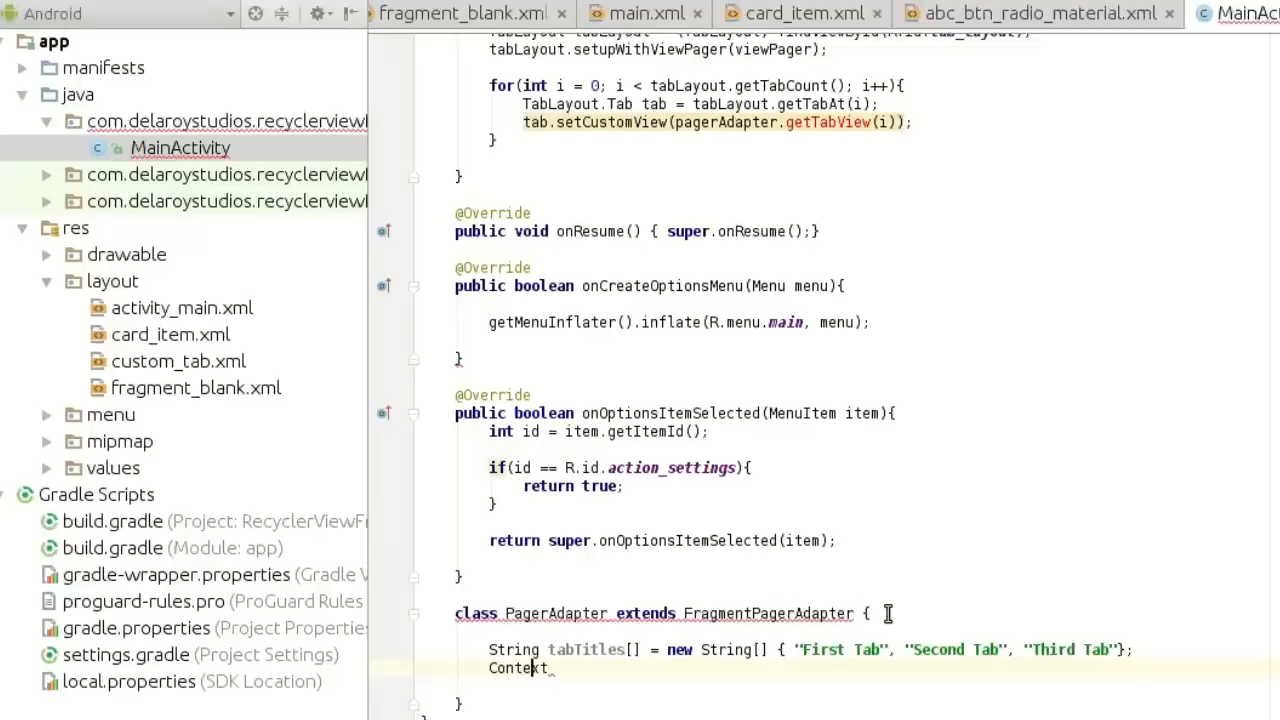 Android
fragment_blank.xml
main.xml
card_item.xml
abc_btn_radio_material.xml
MainAct
app
manifests
java
com.delaroystudios.recyclerview
MainActivity
com.delaroystudios.recyclerview
com.delaroystudios.recyclerview
res
drawable
layout
activity_main.xml
card_item.xml
custom_tab.xml
fragment_blank.xml
menu
mipmap
values
Gradle Scripts
build.gradle (Project: RecyclerViewFr
build.gradle (Module: app)
gradle-wrapper.properties (Gradle V
proguard-rules.pro (ProGuard Rules
gradle.properties (Project Properties
settings.gradle (Project Settings)
local.properties (SDK Location)
tabLayout.setupWithViewPager(viewPager);
for(int i = 0; i < tabLayout.getTabCount(); i++){
TabLayout.Tab tab = tabLayout.getTabAt(i);
tab.setCustomView(pagerAdapter.getTabView(i));
}
}
@Override
public void onResume() { super.onResume();}
@Override
public boolean onCreateOptionsMenu(Menu menu){
getMenuInflater().inflate(R.menu.main, menu);
}
@Override
public boolean onOptionsItemSelected(MenuItem item){
int id = item.getItemId();
if(id == R.id.action_settings){
return true;
}
return super.onOptionsItemSelected(item);
}
class PagerAdapter extends FragmentPagerAdapter {
String tabTitles[] = new String[] { "First Tab", "Second Tab", "Third Tab"};
Context
}